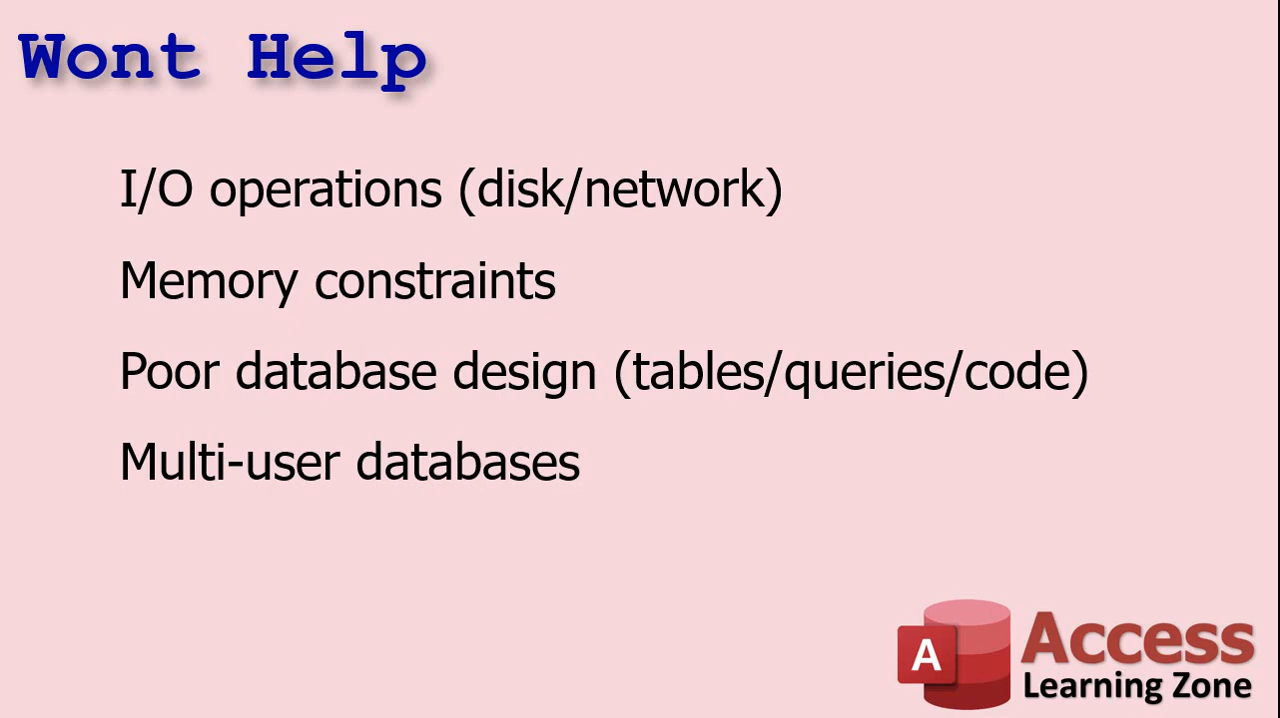 Wont Help
I/O operations (disk/network)
Memory constraints
Poor database design (tables/queries/code)
Multi-user databases
A
Access
Learning Zone